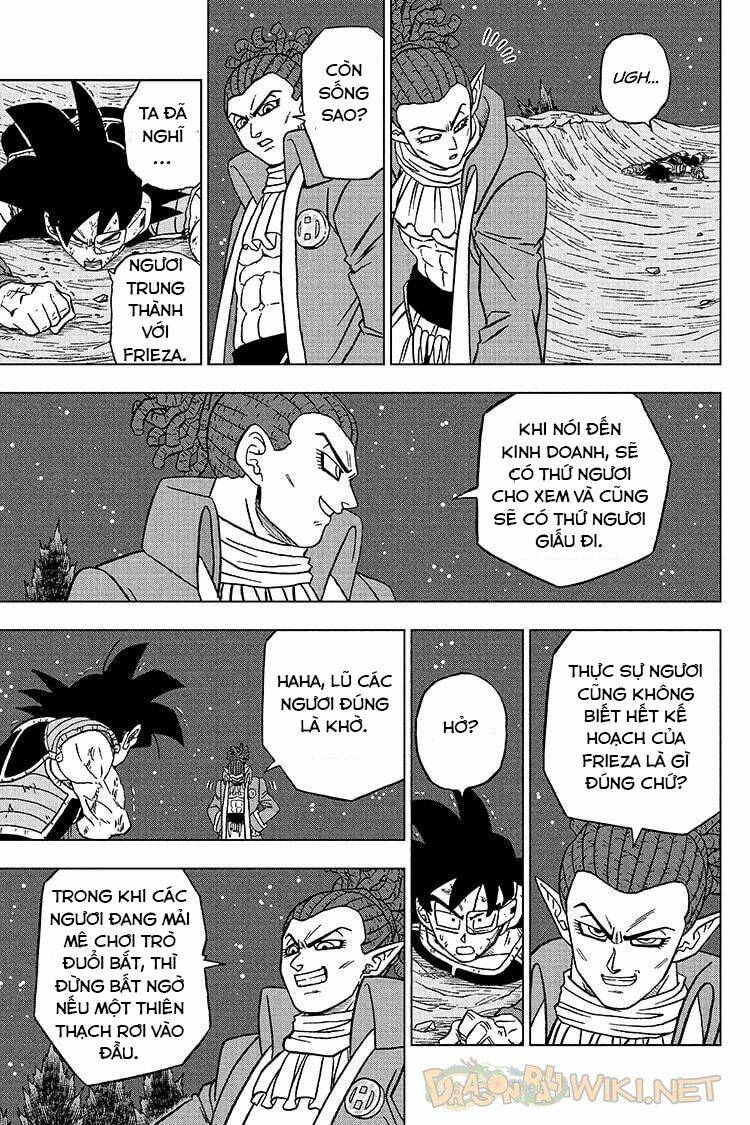 UGH...
CÒN
SỐNG
SAO?
TA ĐÃ
NGHĨ
...
NGƯƠI
TRUNG
THÀNH
VỚI
FRIEZA.
KHI NÓI ĐẾN
KINH DOANH, SẼ
CÓ THỨ NGƯƠI
CHO XEM VÀ CŨNG
SẼ CÓ THỨ NGƯƠI
GIẤU ĐI.
THỰC SỰ NGƯƠI
CŨNG KHÔNG
BIẾT HẾT KẾ
HOẠCH CỦA
FRIEZA LÀ GÌ
ĐÚNG CHỨ?
HỞ?
HAHA, LŨ CÁC
NGƯƠI ĐÚNG
LÀ KHỜ.
TRONG KHI CÁC
NGƯƠI ĐANG MẢI
MÊ CHƠI TRÒ
ĐUỔI BẮT, THÌ
ĐỪNG BẤT NGỜ
NẾU MỘT THIÊN
THẠCH RƠI VÀO
ĐẦU.
DRAGONBALLWIKI.NET